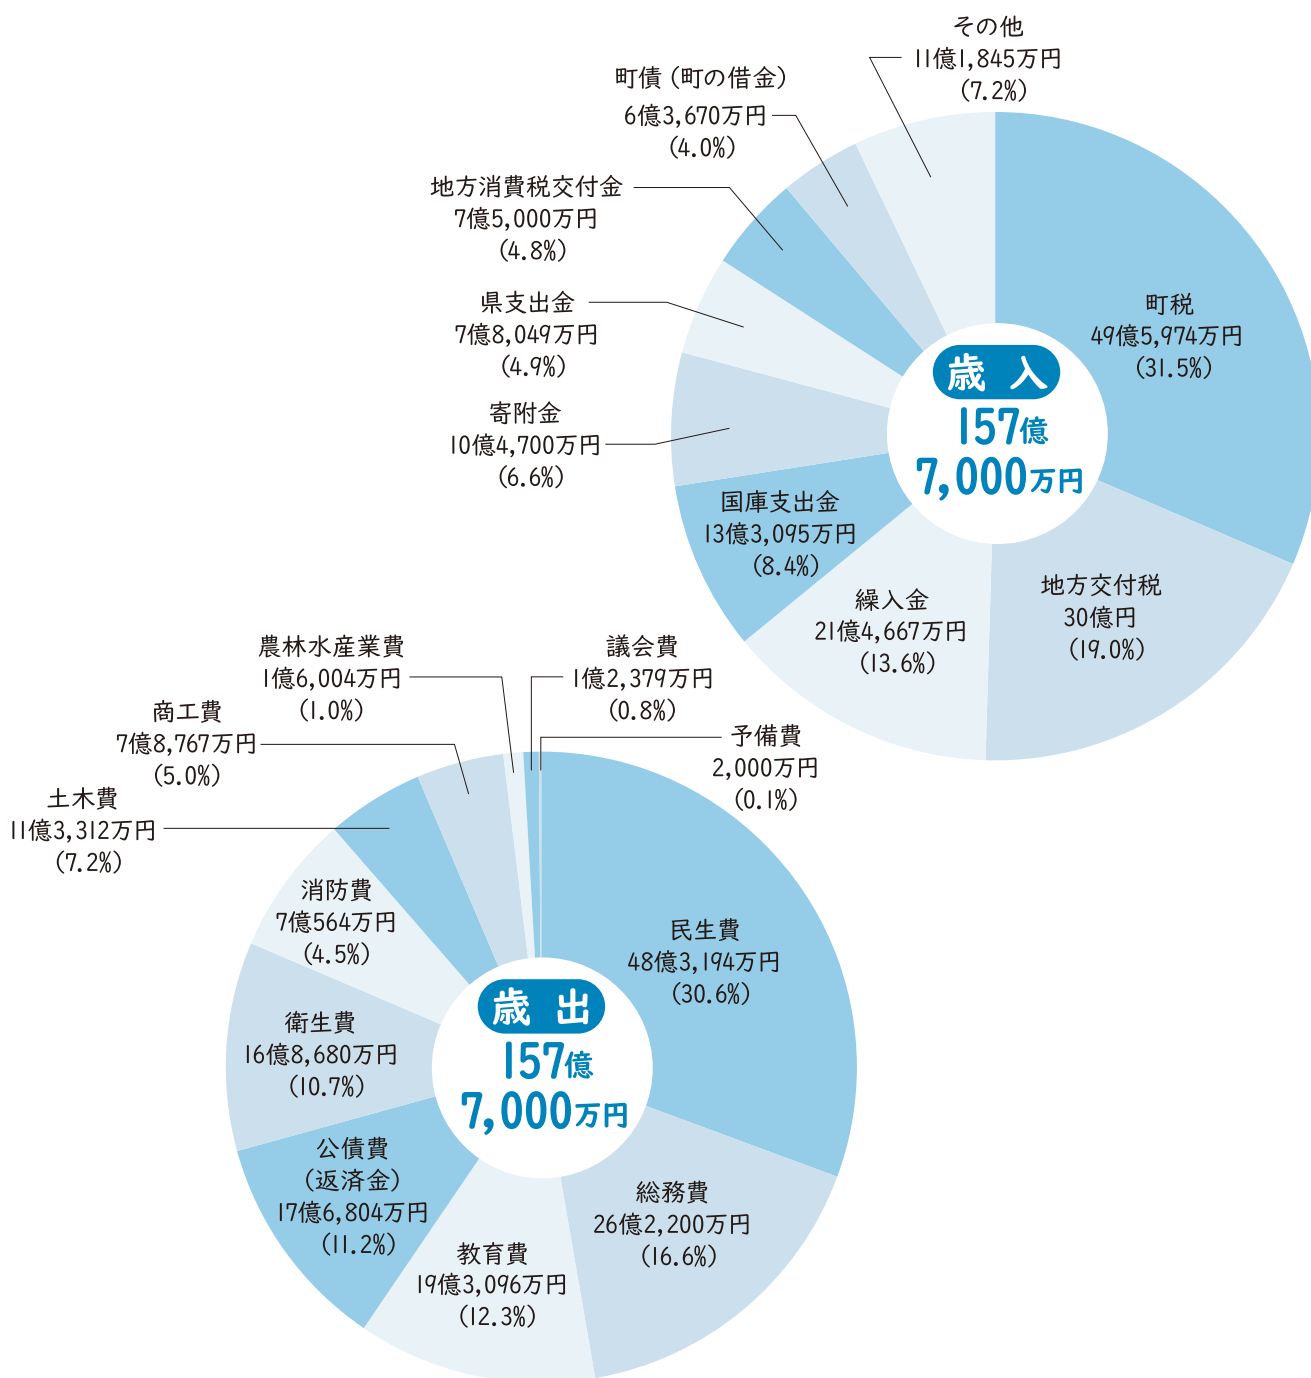 その他
11億1,845万円
(7.2%)
町債（町の借金）
6億3,670万円
(4.0%)
地方消費税交付金
7億5,000万円
(4.8%)
県支出金
7億8,049万円
(4.9%)
寄附金
10億4,700万円
(6.6%)
国庫支出金
13億3,095万円
(8.4%)
繰入金
21億4,667万円
(13.6%)
地方交付税
30億円
(19.0%)
町税
49億5,974万円
(31.5%)
歳入
157億
7,000万円
農林水産業費
1億6,004万円
(1.0%)
議会費
1億2,379万円
(0.8%)
予備費
2,000万円
(0.1%)
商工費
7億8,767万円
(5.0%)
土木費
11億3,312万円
(7.2%)
消防費
7億564万円
(4.5%)
衛生費
16億8,680万円
(10.7%)
公債費
（返済金）
17億6,804万円
(11.2%)
教育費
19億3,096万円
(12.3%)
総務費
26億2,200万円
(16.6%)
民生費
48億3,194万円
(30.6%)
歳出
157億
7,000万円